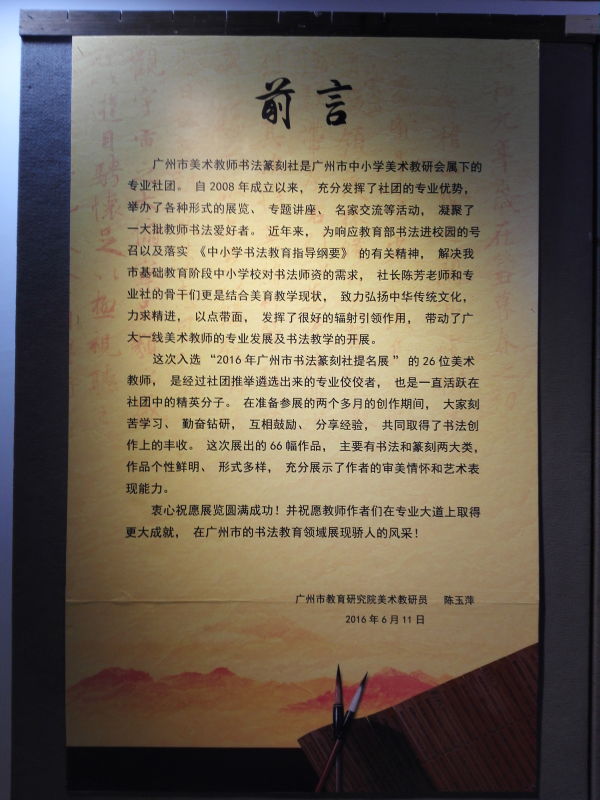 前言
广州市美术教师书法篆刻社是广州市中小学美术教研会属下的
专业社团。自2008年成立以来，充分发挥了社团的专业优势，
举办了各种形式的展览、专题讲座、名家交流等活动，凝聚了
一大批教师书法爱好者。近年来，为响应教育部书法进校园的号
召以及落实《中小学书法教育指导纲要》的有关精神，解决我
市基础教育阶段中小学校对书法师资的需求，社长陈芳老师和专
业社的骨干们更是结合美育教学现状，致力弘扬中华传统文化，
力求精进，以点带面，发挥了很好的辐射引领作用，带动了广
大一线美术教师的专业发展及书法教学的开展。
这次入选“2016年广州市书法篆刻社提名展”的26位美术
教师，是经过社团推举遴选出来的专业佼佼者，也是一直活跃在
社团中的精英分子。在准备参展的两个多月的创作期间，大家刻
苦学习、勤奋钻研，互相鼓励、分享经验，共同取得了书法创
作上的丰收。这次展出的66幅作品，主要有书法和篆刻两大类，
作品个性鲜明、形式多样，充分展示了作者的审美情怀和艺术表
现能力。
衷心祝愿展览圆满成功！并祝愿教师作者们在专业大道上取得
更大成就，在广州市的书法教育领域展现骄人的风采！
广州市教育研究院美术教研员 陈玉萍
2016年6月11日